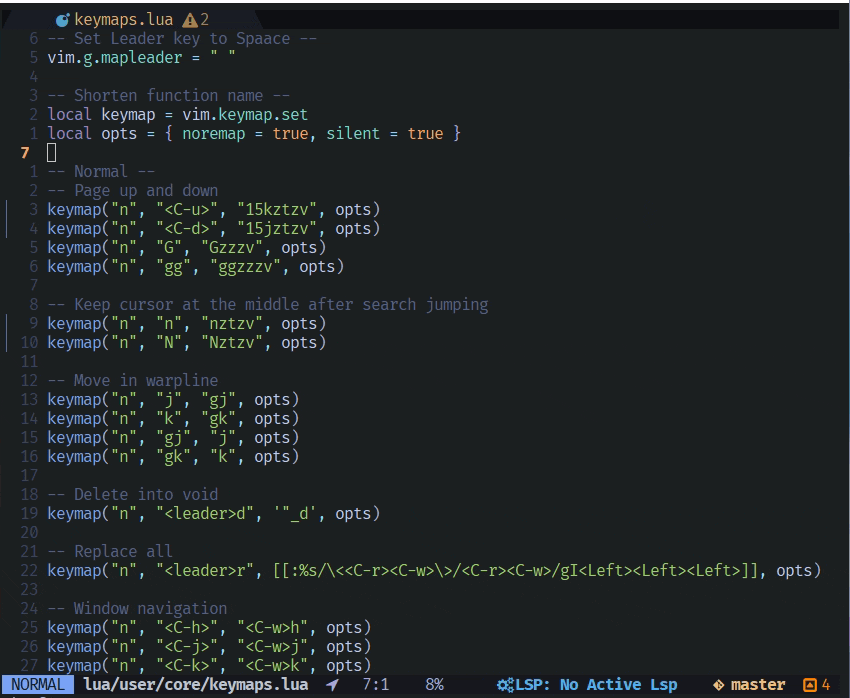 keymaps.lua 2
6 -- Set Leader key to Spaace --
5 vim.g.mapleader = " "
4
3 -- Shorten function name --
2 local keymap = vim.keymap.set
1 local opts = { noremap = true, silent = true }
7
1 -- Normal --
2 -- Page up and down
3 keymap("n", "<C-u>", "15kztzv", opts)
4 keymap("n", "<C-d>", "15jztzv", opts)
5 keymap("n", "G", "Gzzzv", opts)
6 keymap("n", "gg", "ggzzzv", opts)
7
8 -- Keep cursor at the middle after search jumping
9 keymap("n", "n", "nztzv", opts)
10 keymap("n", "N", "Nztzv", opts)
11
12 -- Move in warpline
13 keymap("n", "j", "gj", opts)
14 keymap("n", "k", "gk", opts)
15 keymap("n", "gj", "j", opts)
16 keymap("n", "gk", "k", opts)
17
18 -- Delete into void
19 keymap("n", "<leader>d", '"_d', opts)
20
21 -- Replace all
22 keymap("n", "<leader>r", [[:%s/\<<C-r><C-w>\>/<C-r><C-w>/gI<Left><Left><Left>]], opts)
23
24 -- Window navigation
25 keymap("n", "<C-h>", "<C-w>h", opts)
26 keymap("n", "<C-j>", "<C-w>j", opts)
27 keymap("n", "<C-k>", "<C-w>k", opts)
NORMAL lua/user/core/keymaps.lua 7:1 8% LSP: No Active Lsp master 4